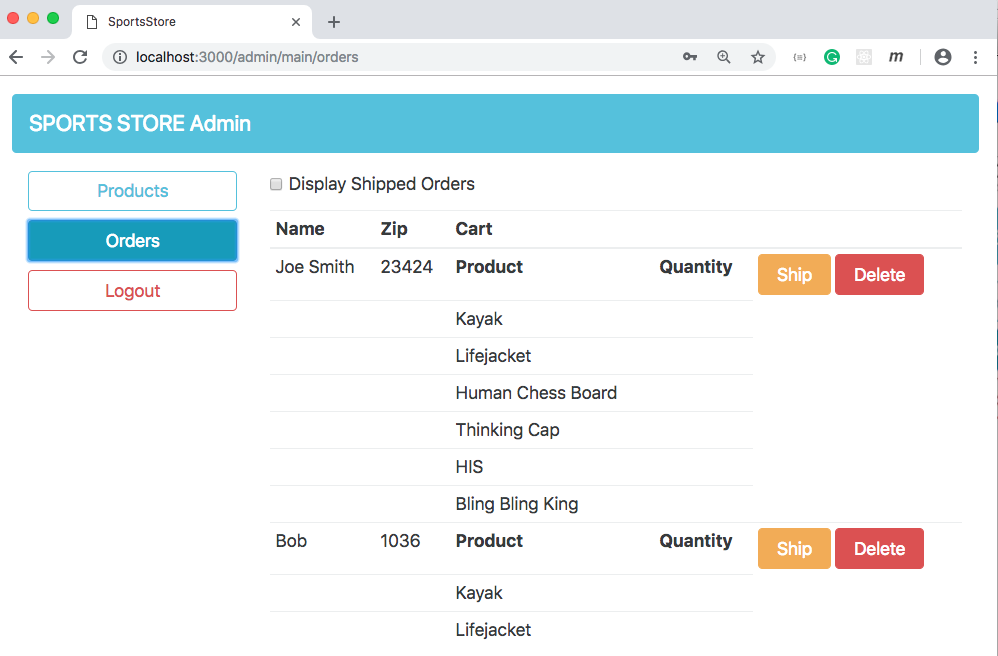 SportsStore
localhost:3000/admin/main/orders
SPORTS STORE Admin
Products
Orders
Logout
Display Shipped Orders
Name Zip Cart
Joe Smith 23424 Product Quantity Ship Delete
Kayak
Lifejacket
Human Chess Board
Thinking Cap
HIS
Bling Bling King
Bob 1036 Product Quantity Ship Delete
Kayak
Lifejacket